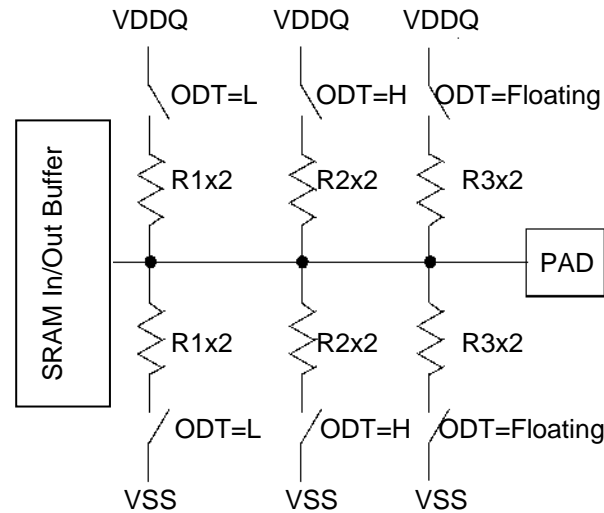 VDDQ VDDQ VDDQ
ODT=L ODT=H ODT=Floating
R1x2 R2x2 R3x2
SRAM In/Out Buffer
PAD
R1x2 R2x2 R3x2
ODT=L ODT=H ODT=Floating
VSS VSS VSS